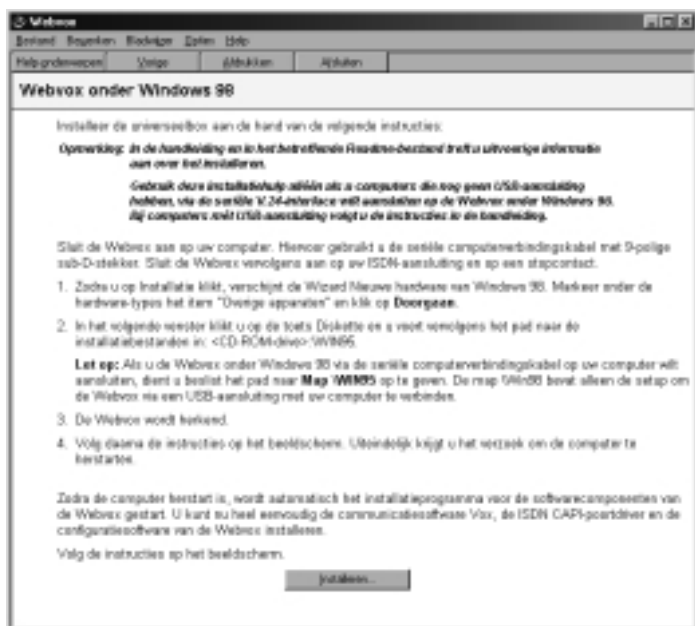 Webvox
Bestand Bewerken Bladwijzer Opties Help
Help-onderwerpen Vorige Afdrukken Afsluiten
Webvox onder Windows 98
Installeer de universeelbox aan de hand van de volgende instructies:
Opmerking: In de handleiding en in het betreffende Readme-bestand treft u uitvoerige informatie
aan over het installeren.
Gebruik deze installatiehulp alléén als u computers die nog geen USB-aansluiting
hebben, via de seriële V.24-interface wilt aansluiten op de Webvox onder Windows 98.
Bij computers mét USB-aansluiting volgt u de instructies in de handleiding.
Sluit de Webvox aan op uw computer. Hiervoor gebruikt u de seriële computerverbindingskabel met 9-polige
sub-D-stekker. Sluit de Webvox vervolgens aan op uw ISDN-aansluiting en op een stopcontact.
1. Zodra u op Installatie klikt, verschijnt de Wizard Nieuwe hardware van Windows 98. Markeer onder de
hardware-types het item "Overige apparaten" en klik op Doorgaan.
2. In het volgende venster klikt u op de toets Diskette en u voert vervolgens het pad naar de
installatiebestanden in: <CD-ROM-drive>:\WIN95.
Let op: Als u de Webvox onder Windows 98 via de seriële computerverbindingskabel op uw computer wilt
aansluiten, dient u beslist het pad naar Map \WIN95 op te geven. De map \Win98 bevat alleen de setup om
de Webvox via een USB-aansluiting met uw computer te verbinden.
3. De Webvox wordt herkend.
4. Volg daarna de instructies op het beeldscherm. Uiteindelijk krijgt u het verzoek om de computer te
herstarten.
Zodra de computer herstart is, wordt automatisch het installatieprogramma voor de softwarecomponenten van
de Webvox gestart. U kunt nu heel eenvoudig de communicatiesoftware Vox, de ISDN CAPI-poortdriver en de
configuratiesoftware van de Webvox installeren.
Volg de instructies op het beeldscherm.
Installeren...